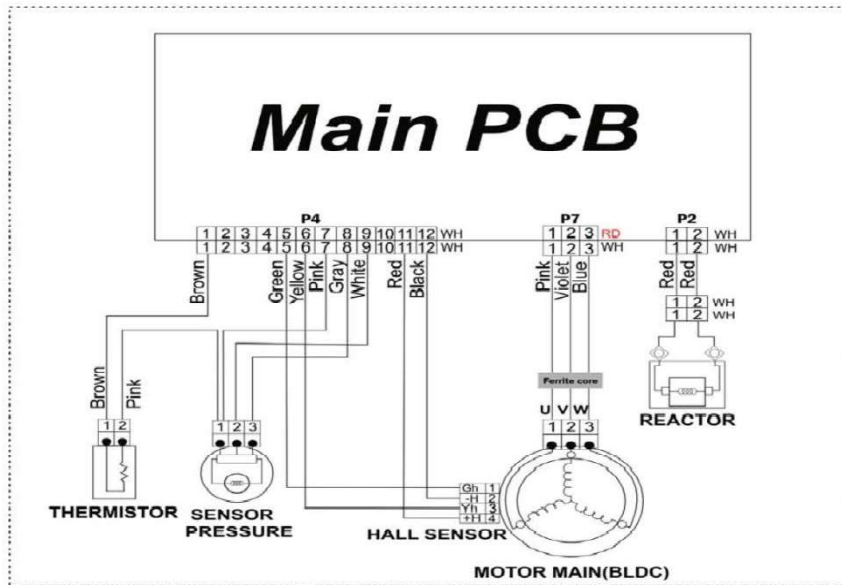 Main PCB
P4 P7 P2
1 2 3 4 5 6 7 8 9 10 11 12 WH 1 2 3 RD 1 2 WH
1 2 3 4 5 6 7 8 9 10 11 12 WH 1 2 3 WH 1 2 WH
Brown Green Yellow Pink Gray White Red Black Pink Violet Blue Red Red
1 2 WH
1 2 WH
Ferrite core
Brown Pink
U V W
REACTOR
1 2 1 2 3 1 2 3
Gh 1
-H 2
Yh 3
+H 4
THERMISTOR SENSOR PRESSURE HALL SENSOR
MOTOR MAIN(BLDC)